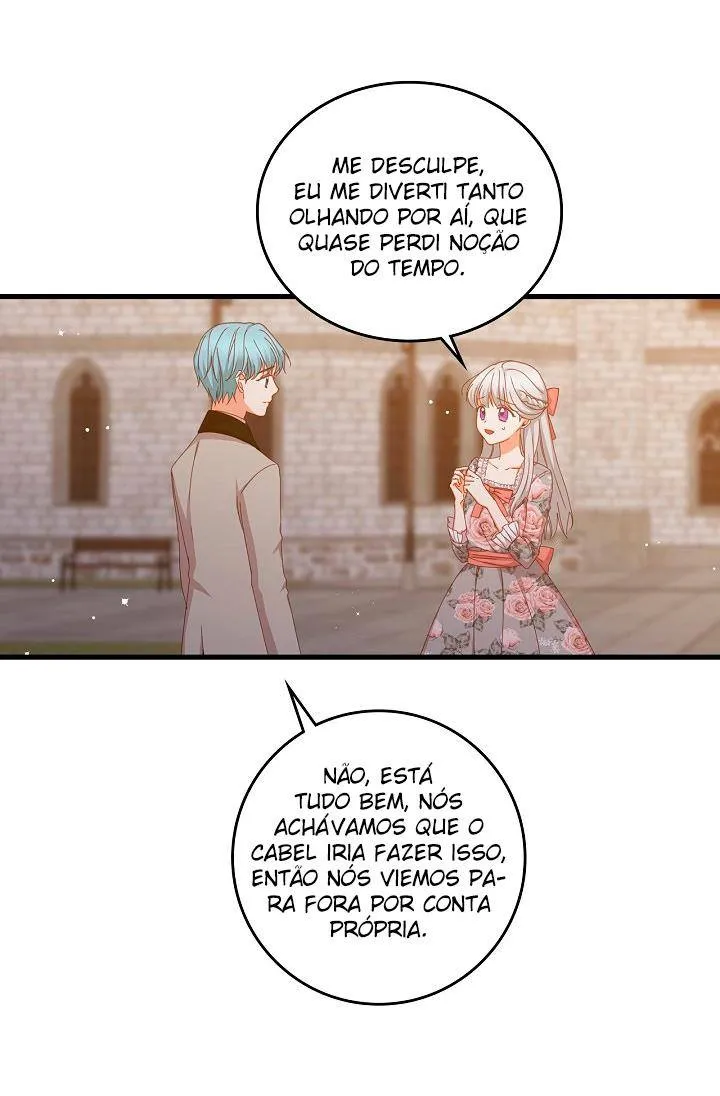 ME DESCULPE,
EU ME DIVERTI TANTO
OLHANDO POR AÍ, QUE
QUASE PERDI NOÇÃO
DO TEMPO.
NÃO, ESTÁ
TUDO BEM, NÓS
ACHÁVAMOS QUE O
CABEL IRIA FAZER ISSO,
ENTÃO NÓS VIEMOS PA-
RA FORA POR CONTA
PRÓPRIA.